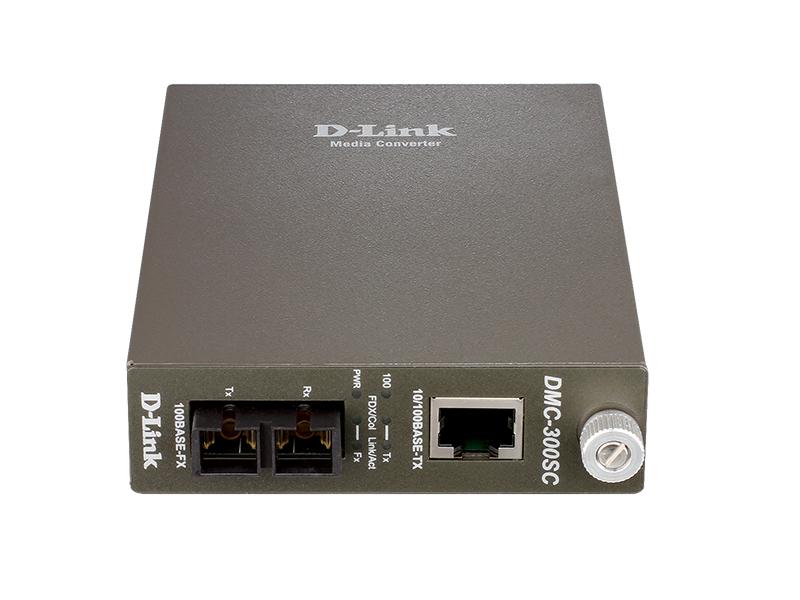 D-Link
Media Converter
D-Link
100BASE-FX
Tx
Rx
PWR
100
FDX/Col
Link/Act
Fx
Tx
10/100BASE-TX
DMC-300SC